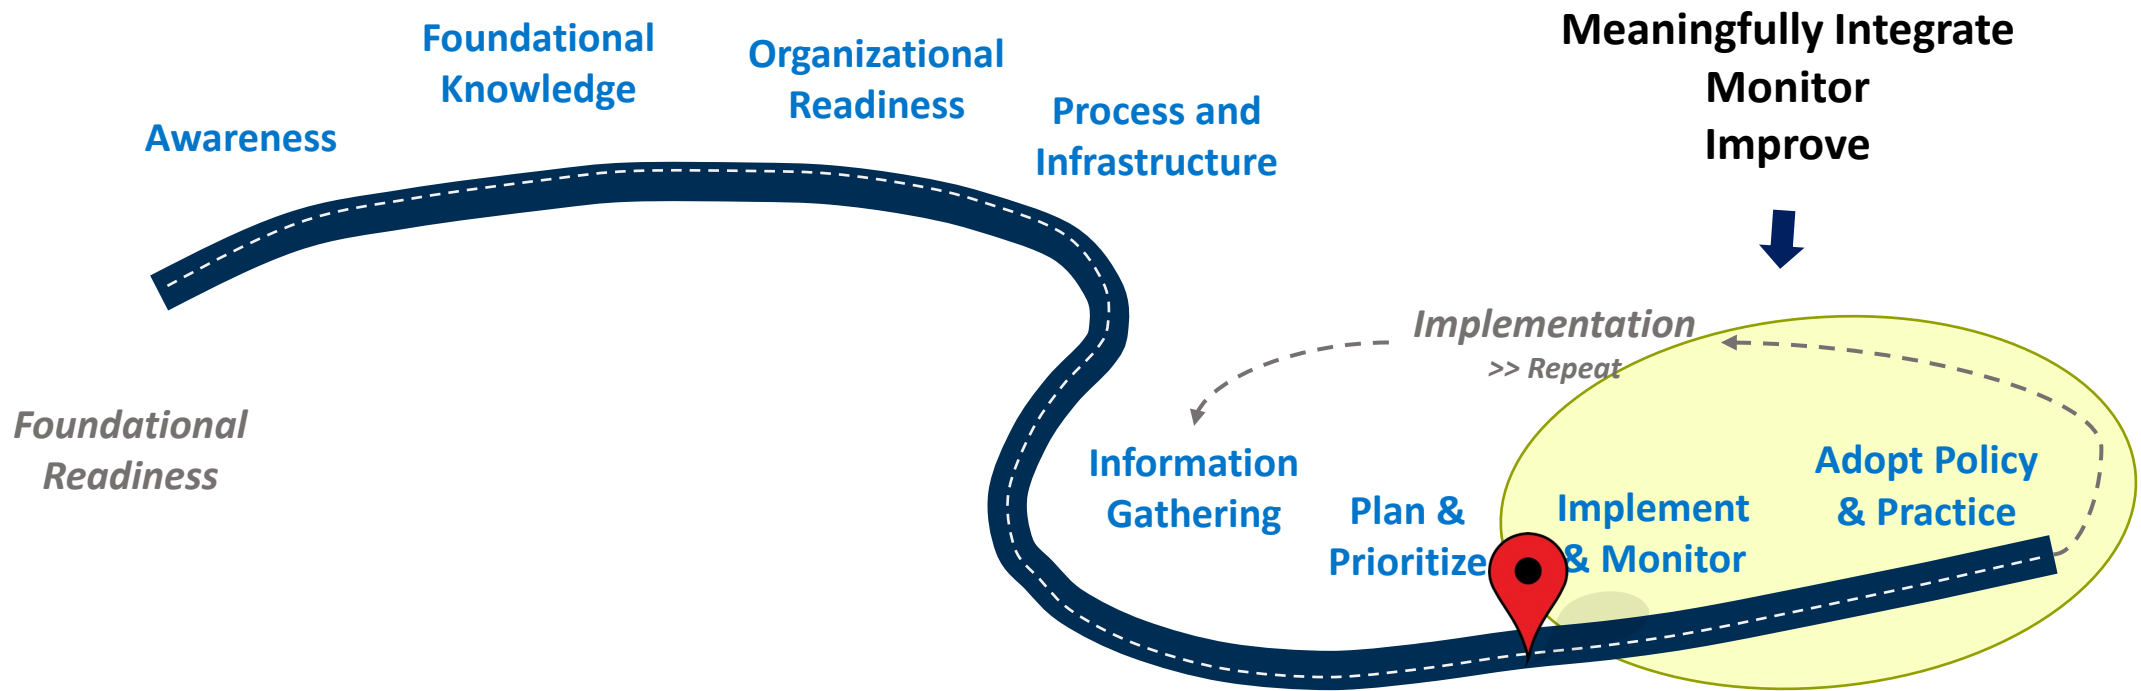 Awareness
Foundational
Knowledge
Organizational
Readiness
Process and
Infrastructure
Meaningfully Integrate
Monitor
Improve
Foundational
Readiness
Implementation
>> Repeat
Information
Gathering
Plan &
Prioritize
Implement
& Monitor
Adopt Policy
& Practice